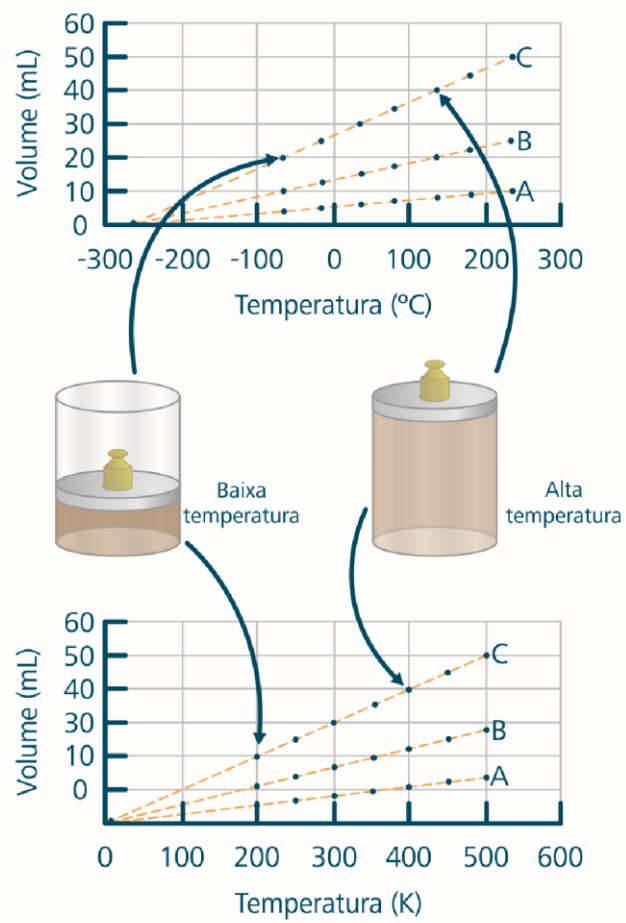 60
50
40
30
20
10
0
Volume (mL)
C
B
A
-300 -200 -100 0 100 200 300
Temperatura (ºC)
Baixa
temperatura
Alta
temperatura
60
50
40
30
20
10
0
Volume (mL)
C
B
A
0 100 200 300 400 500 600
Temperatura (K)